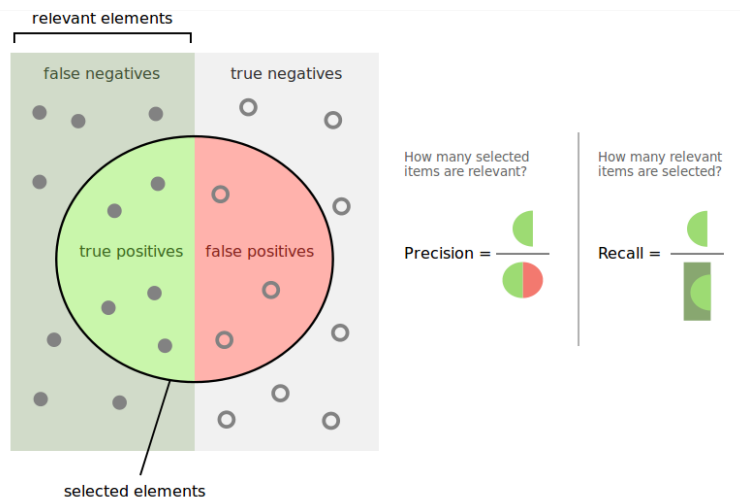 relevant elements
false negatives
true negatives
true positives
false positives
selected elements
How many selected
items are relevant?
Precision =
How many relevant
items are selected?
Recall =